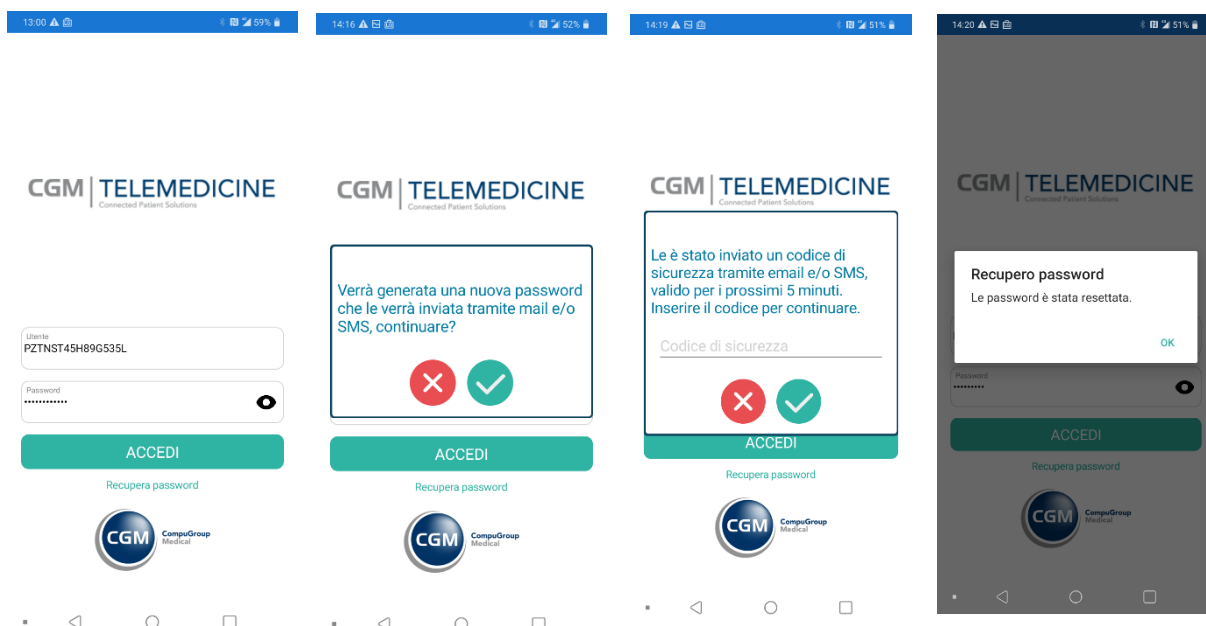 13:00 59%
CGM TELEMEDICINE
Connected Patient Solutions
Utente
PZTNST45H89G535L
Password
••••••••••••
ACCEDI
Recupera password
CGM CompuGroup
Medical
14:16 52%
CGM TELEMEDICINE
Connected Patient Solutions
Verrà generata una nuova password
che le verrà inviata tramite mail e/o
SMS, continuare?
ACCEDI
Recupera password
CGM CompuGroup
Medical
14:19 51%
CGM TELEMEDICINE
Connected Patient Solutions
Le è stato inviato un codice di
sicurezza tramite email e/o SMS,
valido per i prossimi 5 minuti.
Inserire il codice per continuare.
Codice di sicurezza
ACCEDI
Recupera password
CGM CompuGroup
Medical
14:20 51%
CGM TELEMEDICINE
Connected Patient Solutions
Recupero password
Le password è stata resettata.
OK
Password
•••••••••
ACCEDI
Recupera password
CGM CompuGroup
Medical